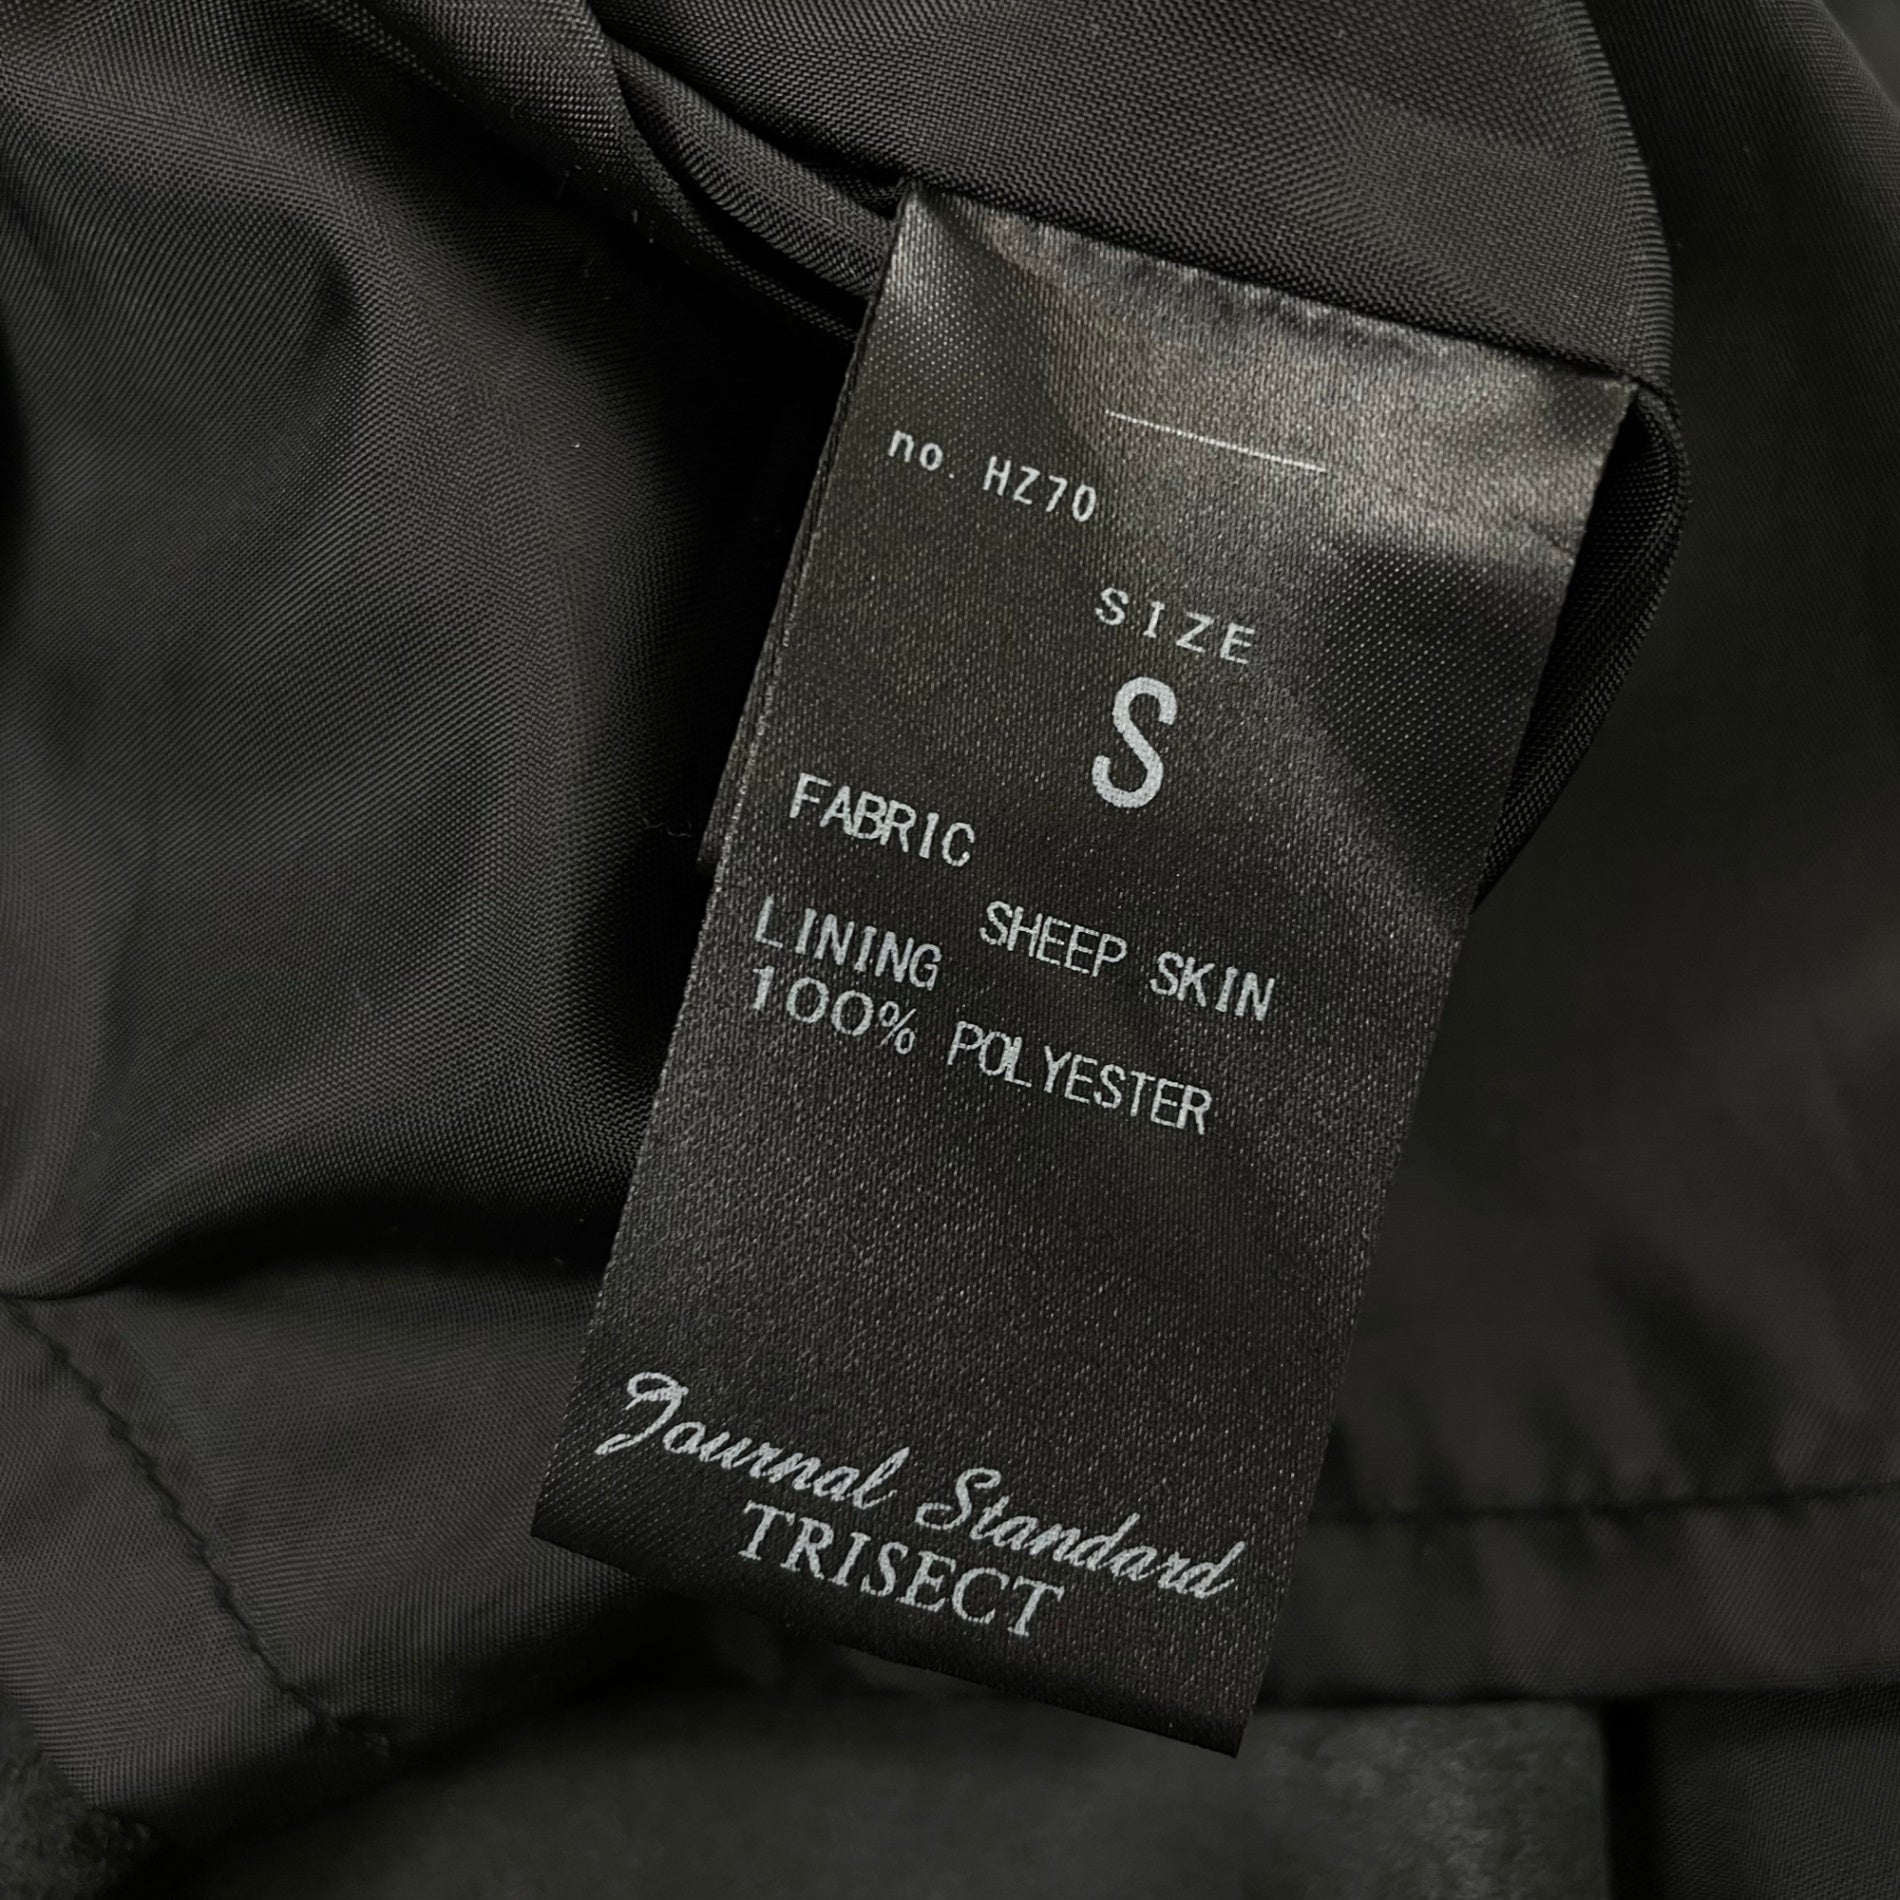 no. HZ70
SIZE
S
FABRIC
SHEEP SKIN
LINING
100% POLYESTER
Journal Standard
TRISECT